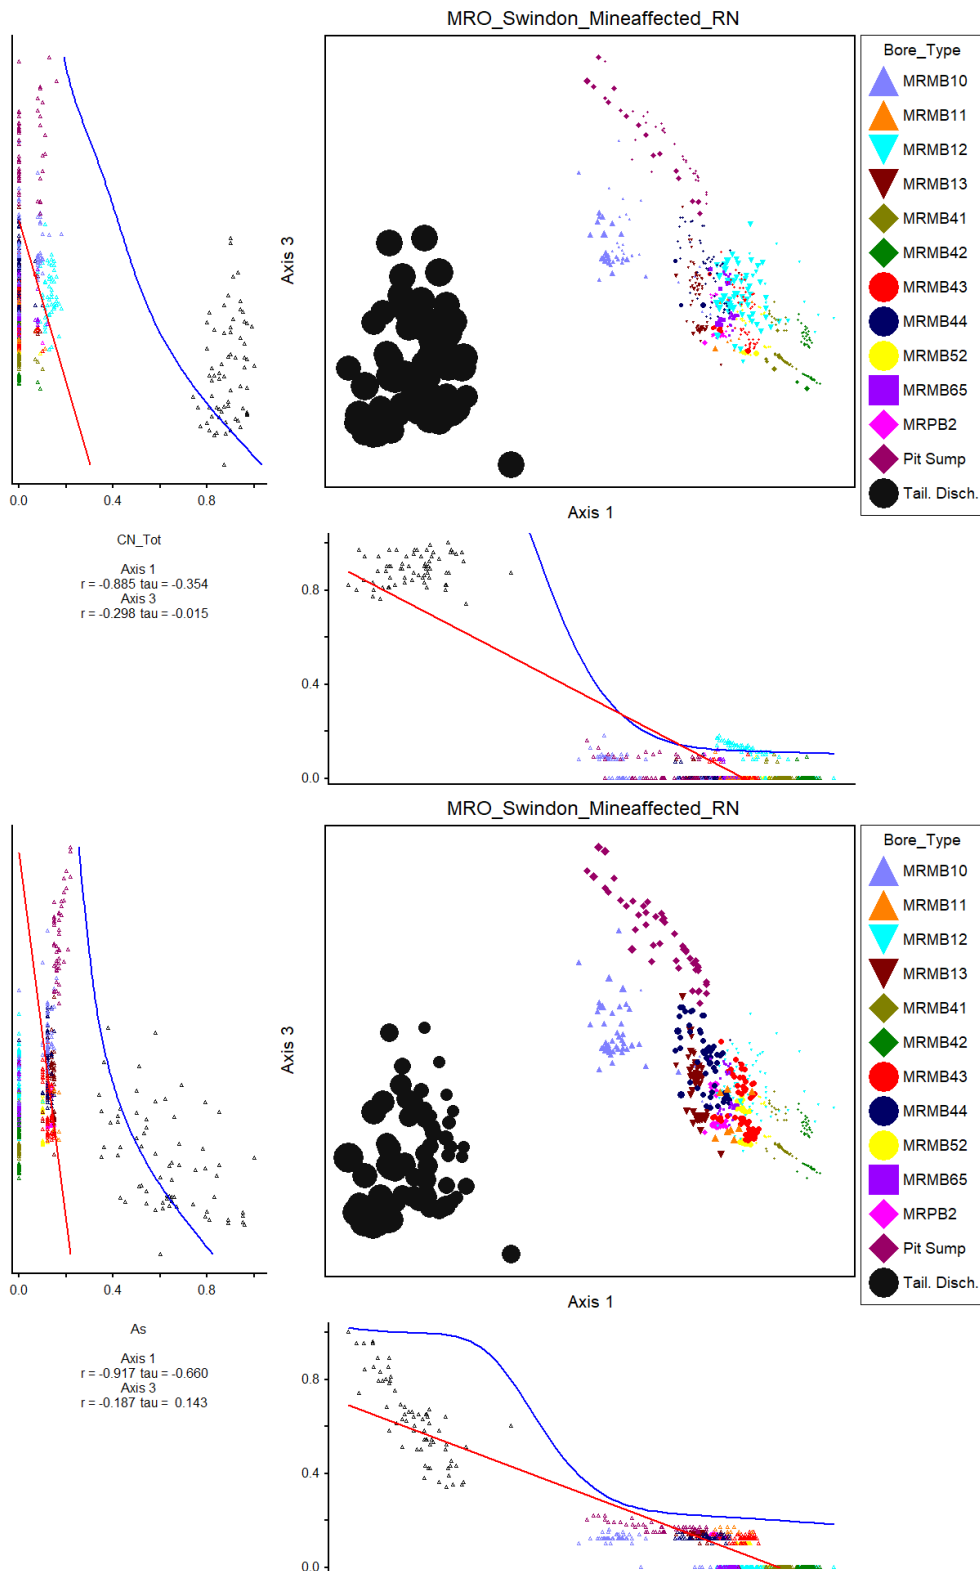 MRO_Swindon_Mineaffected_RN
Bore_Type
MRMB10
MRMB11
MRMB12
MRMB13
MRMB41
MRMB42
MRMB43
MRMB44
MRMB52
MRMB65
MRPB2
Pit Sump
Tail. Disch.
Axis 3
0.0 0.4 0.8
Axis 1
CN_Tot
Axis 1
r = -0.885 tau = -0.354
Axis 3
r = -0.298 tau = -0.015
0.8
0.4
0.0
MRO_Swindon_Mineaffected_RN
Bore_Type
MRMB10
MRMB11
MRMB12
MRMB13
MRMB41
MRMB42
MRMB43
MRMB44
MRMB52
MRMB65
MRPB2
Pit Sump
Tail. Disch.
Axis 3
0.0 0.4 0.8
Axis 1
As
Axis 1
r = -0.917 tau = -0.660
Axis 3
r = -0.187 tau = 0.143
0.8
0.4
0.0